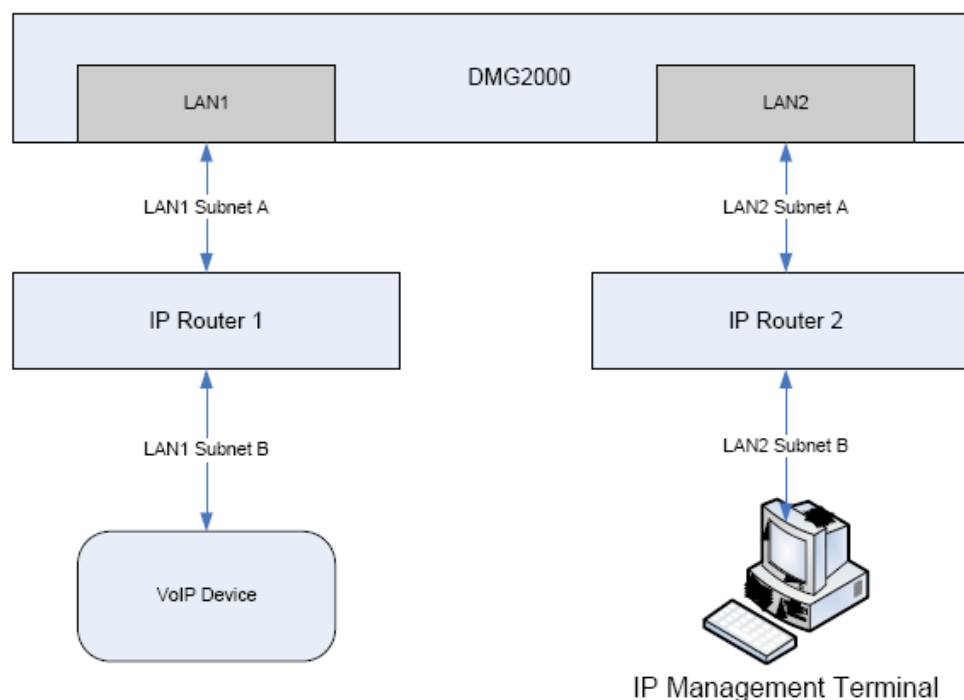 DMG2000
LAN1
LAN2
LAN1 Subnet A
LAN2 Subnet A
IP Router 1
IP Router 2
LAN1 Subnet B
LAN2 Subnet B
VoIP Device
IP Management Terminal